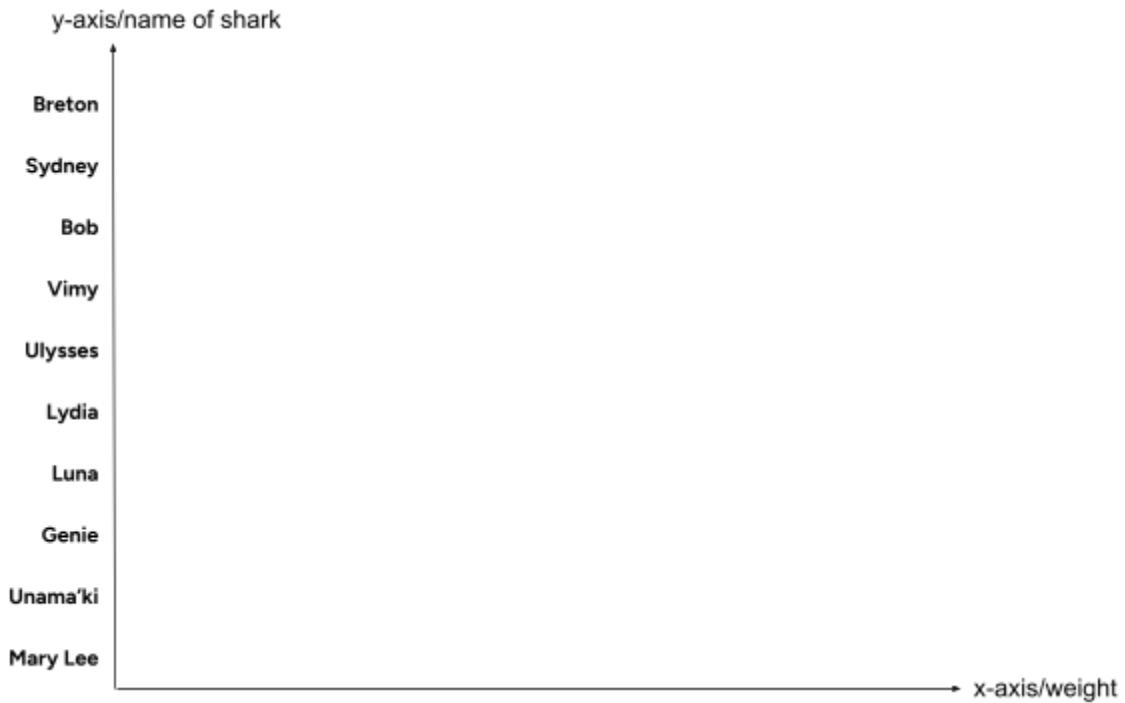 y-axis/name of shark
Breton
Sydney
Bob
Vimy
Ulysses
Lydia
Luna
Genie
Unama’ki
Mary Lee
x-axis/weight